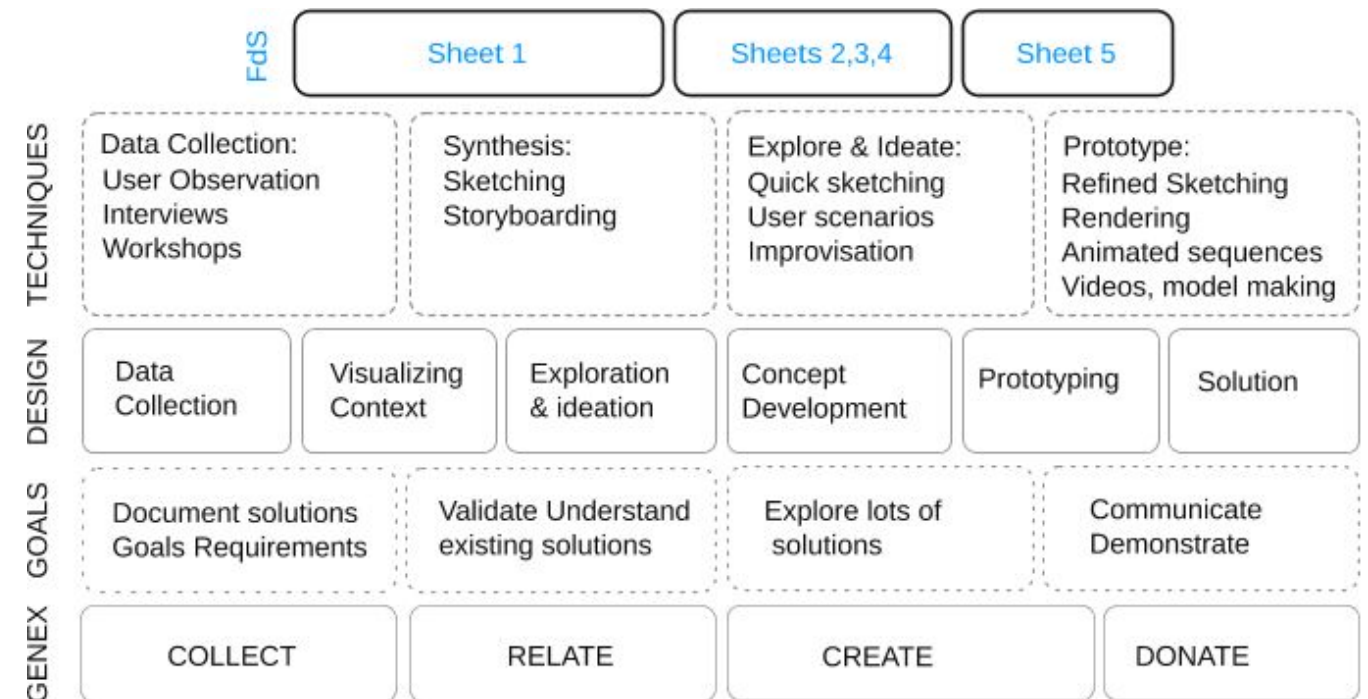 FdS
Sheet 1
Sheets 2,3,4
Sheet 5
TECHNIQUES
Data Collection:
User Observation
Interviews
Workshops
Synthesis:
Sketching
Storyboarding
Explore & Ideate:
Quick sketching
User scenarios
Improvisation
Prototype:
Refined Sketching
Rendering
Animated sequences
Videos, model making
DESIGN
Data
Collection
Visualizing
Context
Exploration
& ideation
Concept
Development
Prototyping
Solution
GOALS
Document solutions
Goals Requirements
Validate Understand
existing solutions
Explore lots of
solutions
Communicate
Demonstrate
GENEX
COLLECT
RELATE
CREATE
DONATE